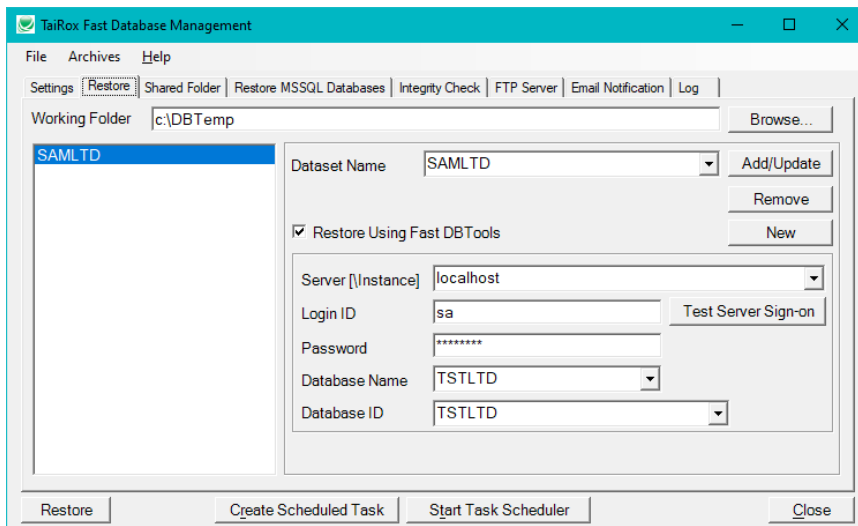 TaiRox Fast Database Management
File Archives Help
Settings Restore Shared Folder Restore MSSQL Databases Integrity Check FTP Server Email Notification Log
Working Folder c:\DBTemp Browse...
SAMLTD
Dataset Name SAMLTD Add/Update
Remove
Restore Using Fast DBTools New
Server [\Instance] localhost
Login ID sa Test Server Sign-on
Password ********
Database Name TSTLTD
Database ID TSTLTD
Restore Create Scheduled Task Start Task Scheduler Close